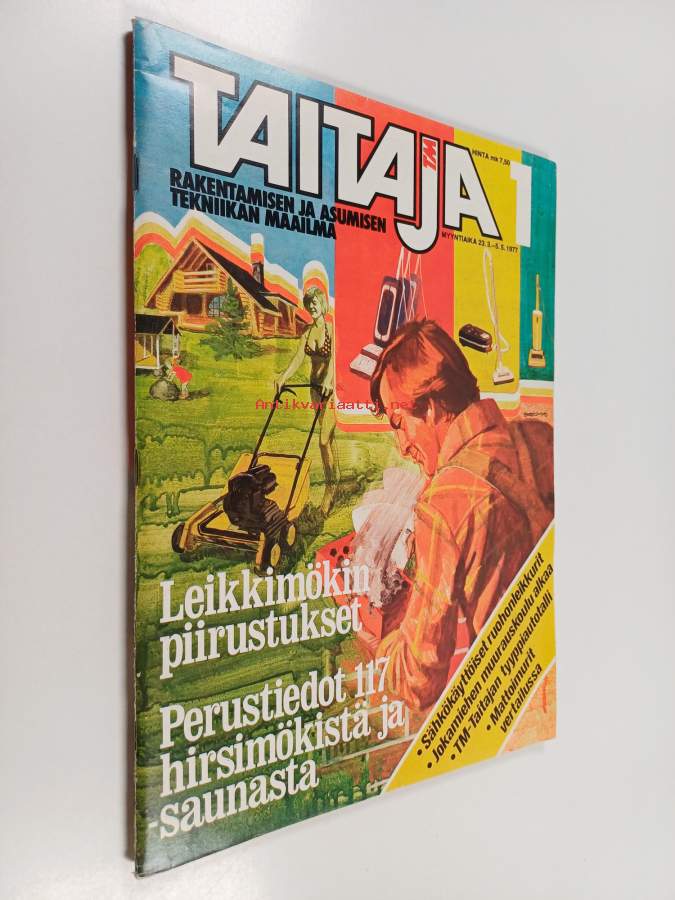 TAITAJA 1
TM
HINTA mk 7,50
RAKENTAMISEN JA ASUMISEN
TEKNIIKAN MAAILMA
MYYNTIAIKA 23. 3.–5. 5. 1977
Antikvariaatti.net
Leikkimökin
piirustukset
Perustiedot 117
hirsimökistä ja
-saunasta
• Sähkökäyttöiset ruohonleikkurit
• Jokamiehen muurauskoulu alkaa
• TM-Taitajan tyyppiautotalli
• Mattoimurit
vertailussa